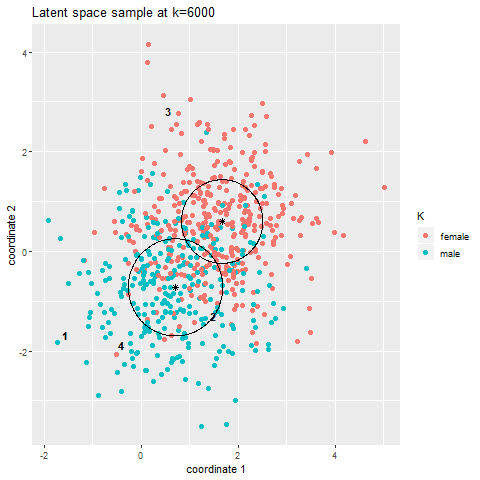 Latent space sample at k=6000
coordinate 2
4
2
0
-2
3
2
1
4
-2
0
2
4
coordinate 1
K
female
male